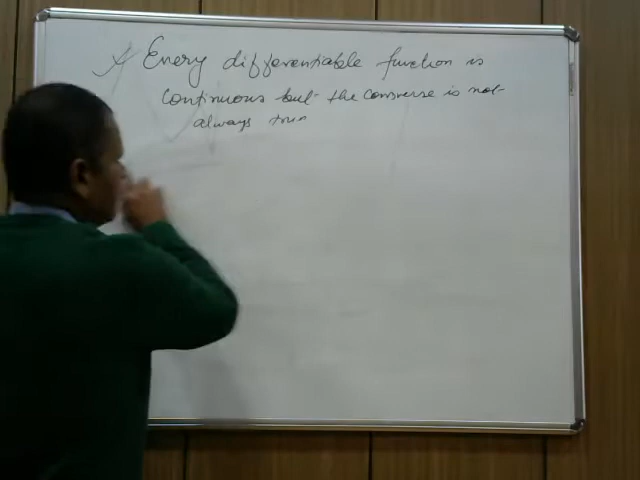 * Every differentiable function is
continuous but the converse is not
always true